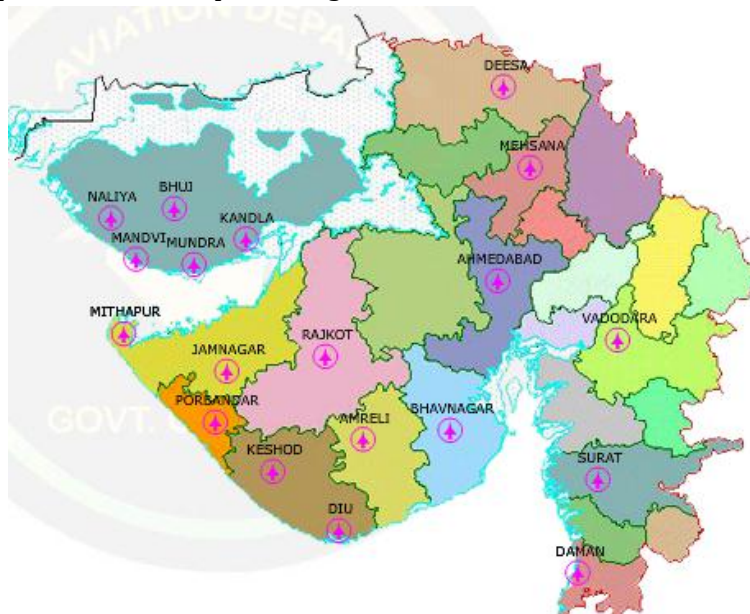 AVIATION DEPA
DEESA
MEHSANA
BHUJ
NALIYA
KANDLA
MANDVI
MUNDRA
AHMEDABAD
MITHAPUR
VADODARA
RAJKOT
JAMNAGAR
PORBANDAR
GOVT.
AMRELI
BHAVNAGAR
KESHOD
SURAT
DIU
DAMAN